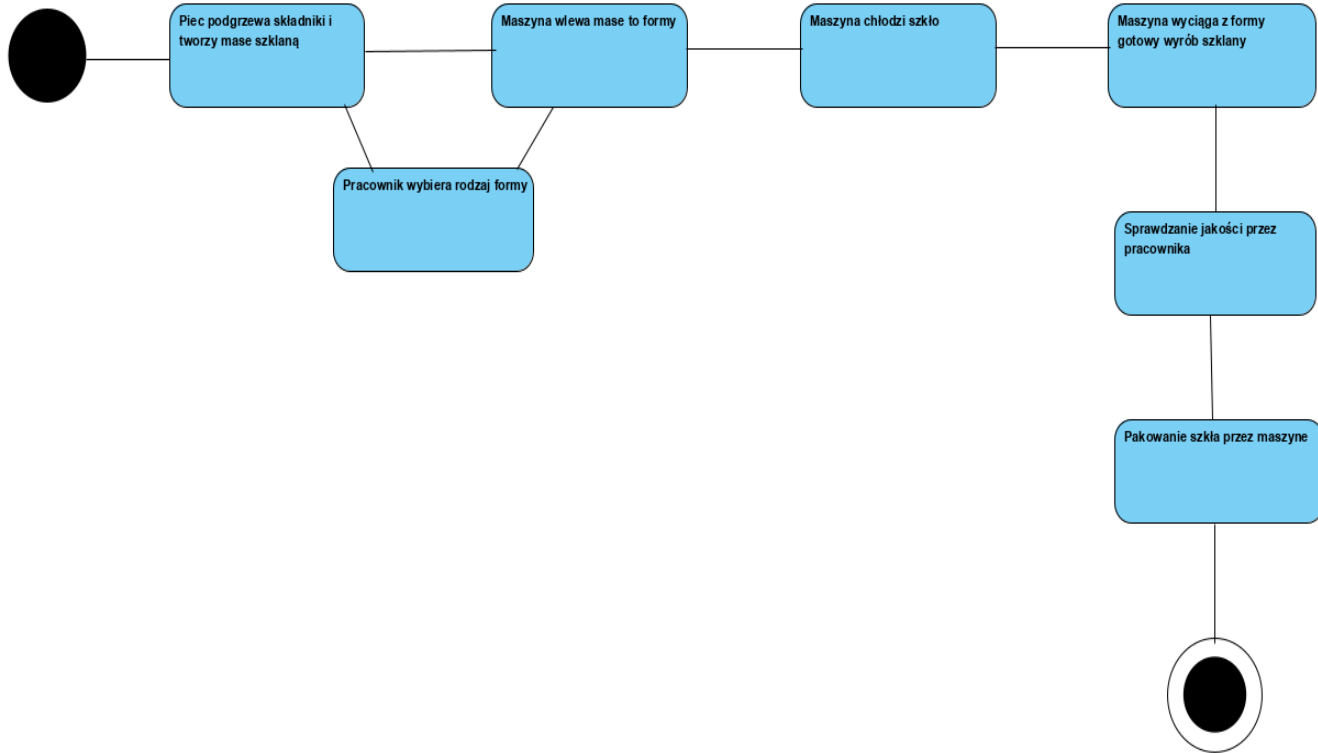 Piec podgrzewa składniki i
tworzy mase szklaną
Maszyna wlewa mase to formy
Maszyna chłodzi szkło
Maszyna wyciąga z formy
gotowy wyrób szklany
Pracownik wybiera rodzaj formy
Sprawdzanie jakości przez
pracownika
Pakowanie szkła przez maszyne